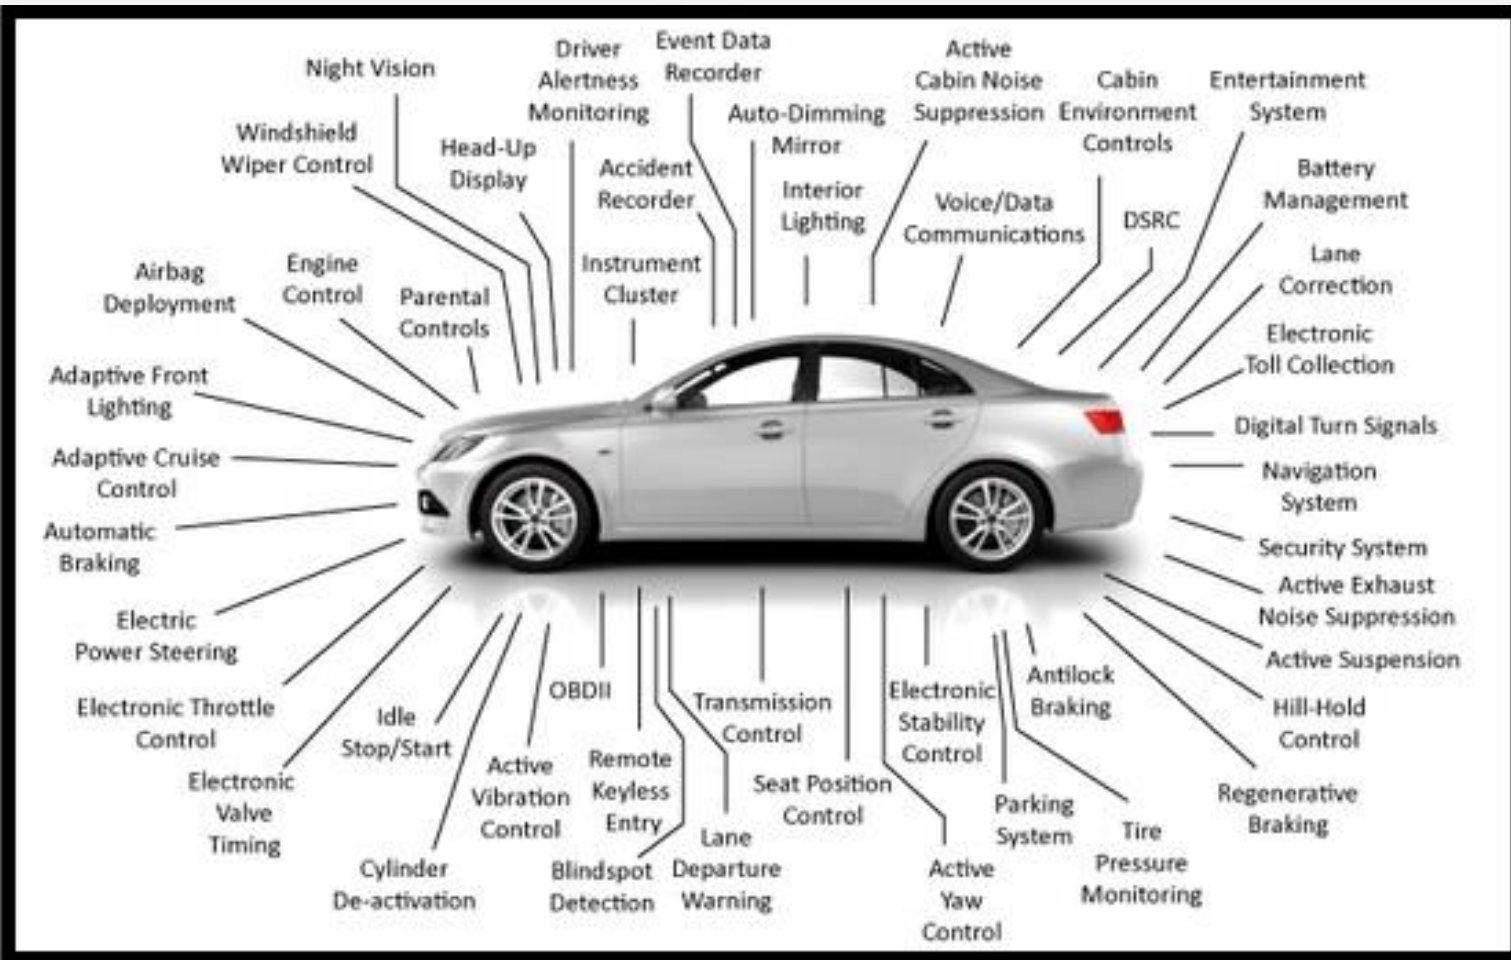 Night Vision
Driver
Alertness
Monitoring
Event Data
Recorder
Active
Cabin Noise
Suppression
Cabin
Environment
Controls
Entertainment
System
Windshield
Wiper Control
Head-Up
Display
Accident
Recorder
Auto-Dimming
Mirror
Interior
Lighting
Voice/Data
Communications
DSRC
Battery
Management
Airbag
Deployment
Engine
Control
Parental
Controls
Instrument
Cluster
Lane
Correction
Electronic
Toll Collection
Adaptive Front
Lighting
Digital Turn Signals
Adaptive Cruise
Control
Navigation
System
Automatic
Braking
Security System
Active Exhaust
Noise Suppression
Electric
Power Steering
Active Suspension
Electronic Throttle
Control
Idle
Stop/Start
OBDII
Transmission
Control
Electronic
Stability
Control
Antilock
Braking
Hill-Hold
Control
Electronic
Valve
Timing
Active
Vibration
Control
Remote
Keyless
Entry
Seat Position
Control
Parking
System
Regenerative
Braking
Cylinder
De-activation
Blindspot
Detection
Lane
Departure
Warning
Active
Yaw
Control
Tire
Pressure
Monitoring